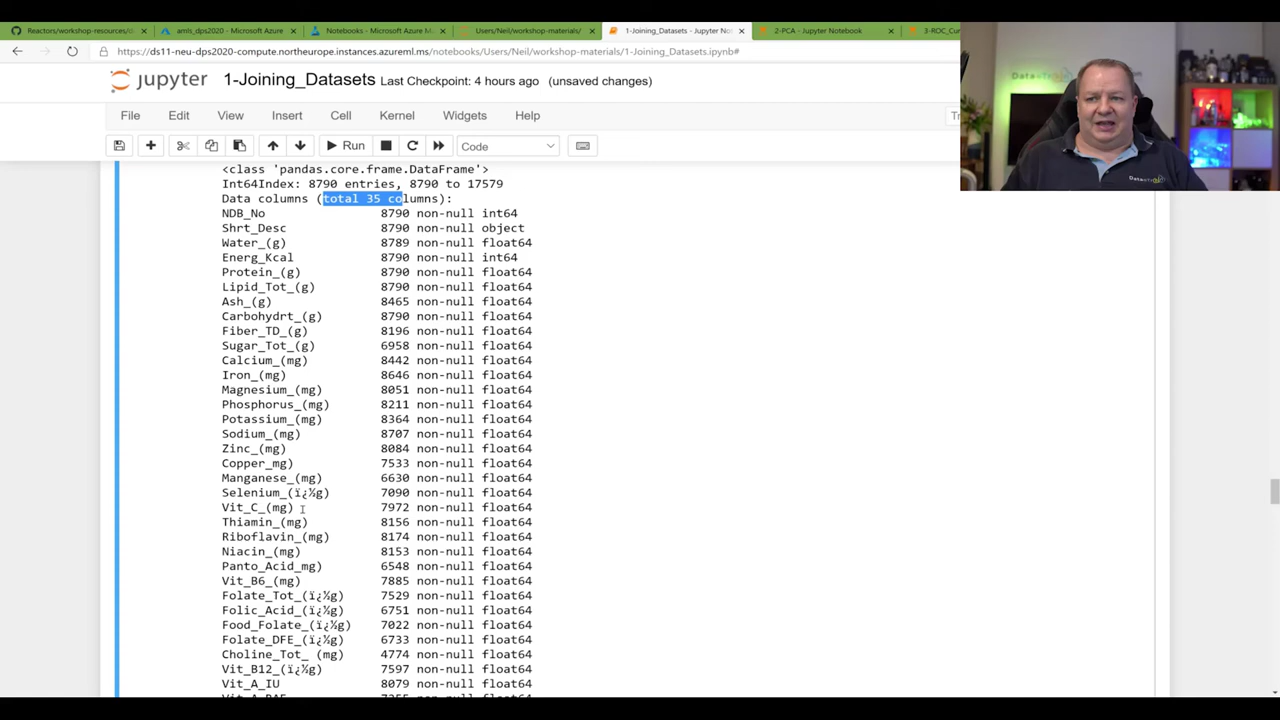 Reactors/workshop-resources/d
amls_dps2020 - Microsoft Azure
Notebooks - Microsoft Azure M
Users/Neil/workshop-materials/
1-Joining_Datasets - Jupyter No
2-PCA - Jupyter Notebook
3-ROC_Cur
https://ds11-neu-dps2020-compute.northeurope.instances.azureml.ms/notebooks/Users/Neil/workshop-materials/1-Joining_Datasets.ipynb#
jupyter 1-Joining_Datasets Last Checkpoint: 4 hours ago (unsaved changes)
File Edit View Insert Cell Kernel Widgets Help
Run Code
<class 'pandas.core.frame.DataFrame'>
Int64Index: 8790 entries, 8790 to 17579
Data columns (total 35 columns):
NDB_No 8790 non-null int64
Shrt_Desc 8790 non-null object
Water_(g) 8789 non-null float64
Energ_Kcal 8790 non-null int64
Protein_(g) 8790 non-null float64
Lipid_Tot_(g) 8790 non-null float64
Ash_(g) 8465 non-null float64
Carbohydrt_(g) 8790 non-null float64
Fiber_TD_(g) 8196 non-null float64
Sugar_Tot_(g) 6958 non-null float64
Calcium_(mg) 8442 non-null float64
Iron_(mg) 8646 non-null float64
Magnesium_(mg) 8051 non-null float64
Phosphorus_(mg) 8211 non-null float64
Potassium_(mg) 8364 non-null float64
Sodium_(mg) 8707 non-null float64
Zinc_(mg) 8084 non-null float64
Copper_mg) 7533 non-null float64
Manganese_(mg) 6630 non-null float64
Selenium_(ï¿½g) 7090 non-null float64
Vit_C_(mg) 7972 non-null float64
Thiamin_(mg) 8156 non-null float64
Riboflavin_(mg) 8174 non-null float64
Niacin_(mg) 8153 non-null float64
Panto_Acid_mg) 6548 non-null float64
Vit_B6_(mg) 7885 non-null float64
Folate_Tot_(ï¿½g) 7529 non-null float64
Folic_Acid_(ï¿½g) 6751 non-null float64
Food_Folate_(ï¿½g) 7022 non-null float64
Folate_DFE_(ï¿½g) 6733 non-null float64
Choline_Tot_ (mg) 4774 non-null float64
Vit_B12_(ï¿½g) 7597 non-null float64
Vit_A_IU 8079 non-null float64